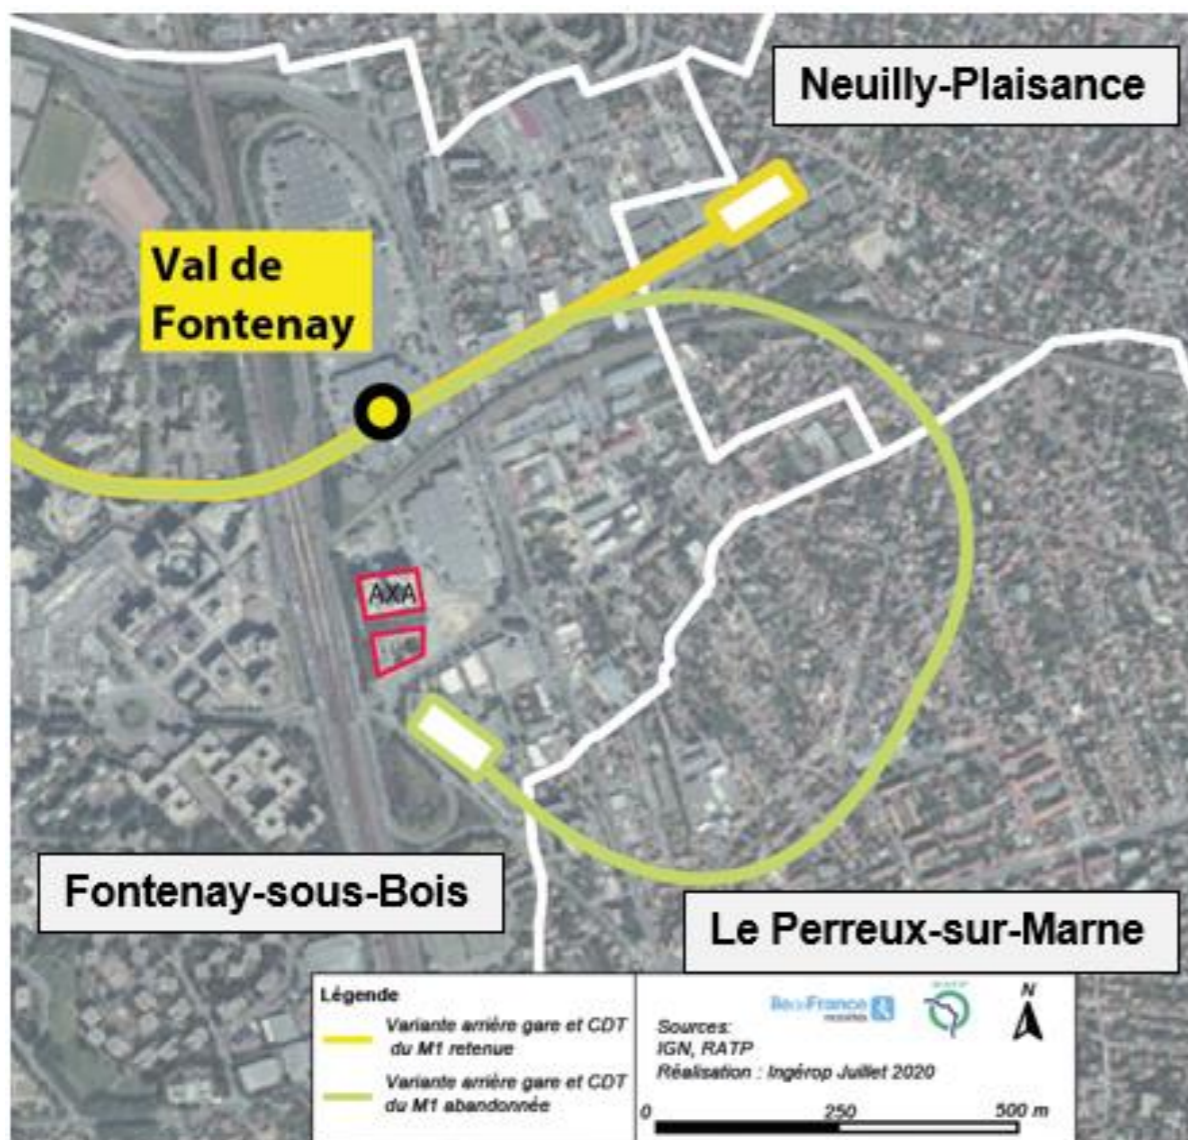 Neuilly-Plaisance
Val de
Fontenay
AXA
Fontenay-sous-Bois
Le Perreux-sur-Marne
Légende
Variante arrière gare et CDT
du M1 retenue
Variante arrière gare et CDT
du M1 abandonnée
Sources:
IGN, RATP
Réalisation : Ingérop Juillet 2020
îledeFrance
N
0 250 500 m